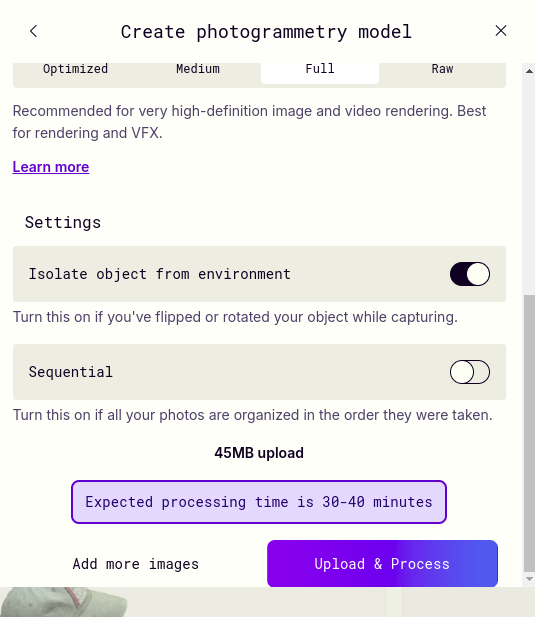 Create photogrammetry model
Optimized Medium Full Raw
Recommended for very high-definition image and video rendering. Best
for rendering and VFX.
Learn more
Settings
Isolate object from environment
Turn this on if you've flipped or rotated your object while capturing.
Sequential
Turn this on if all your photos are organized in the order they were taken.
45MB upload
Expected processing time is 30-40 minutes
Add more images Upload & Process